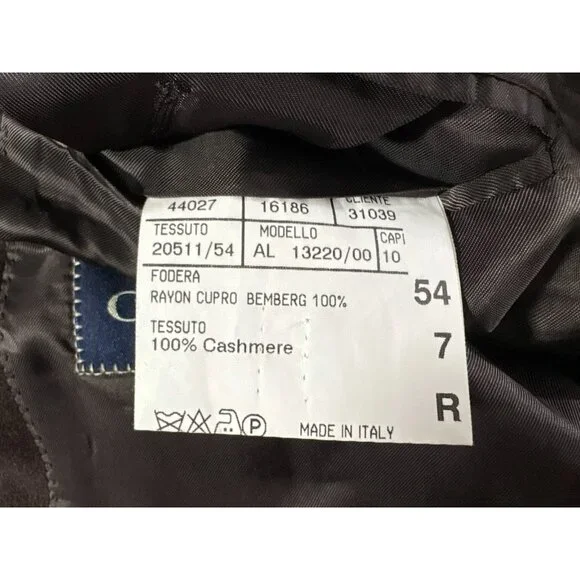 44027 16186 CLIENTE 31039
TESSUTO MODELLO CAPI
20511/54 AL 13220/00 10
FODERA
RAYON CUPRO BEMBERG 100%
54
TESSUTO
100% Cashmere
7
R
P
MADE IN ITALY
C